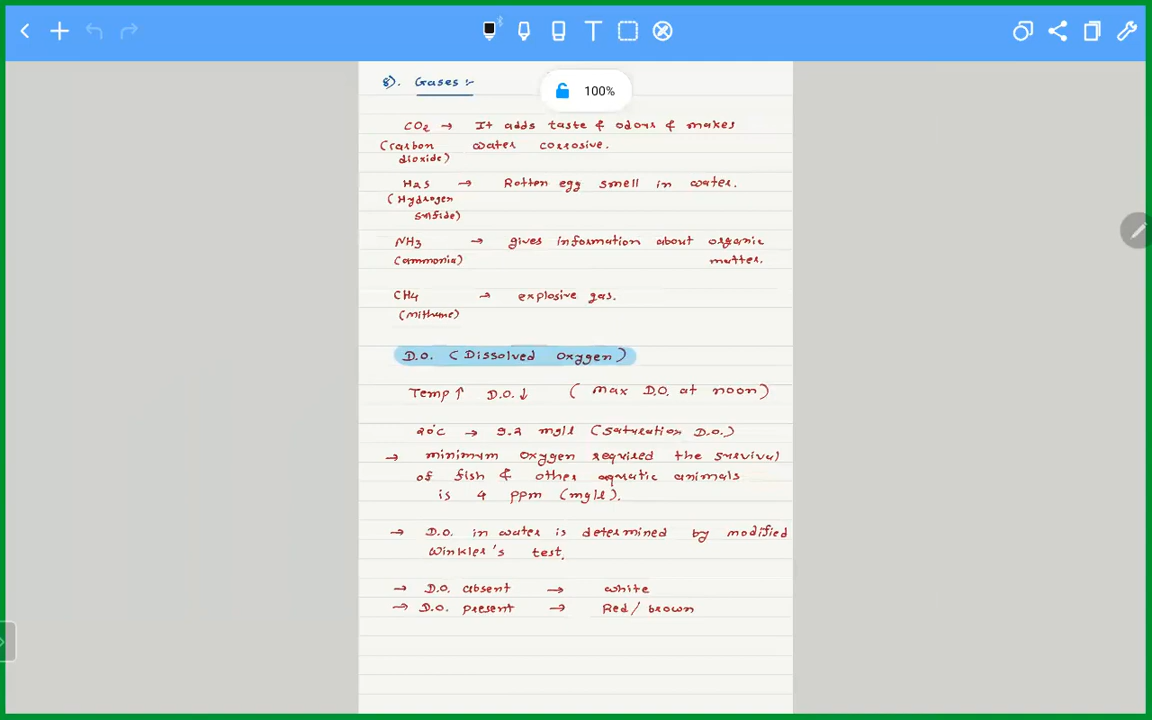 100%
8). Gases :-
CO2 → It adds taste & odour & makes
(carbon water corrosive.
dioxide)
H2S → Rotten egg smell in water.
(Hydrogen
sulfide)
NH3 → gives information about organic
(ammonia) matter.
CH4 → explosive gas.
(Mithane)
D.O. (Dissolved Oxygen)
Temp ↑ D.O. ↓ (max D.O. at noon)
20°C → 9.2 mg/l (Saturation D.O.)
→ minimum oxygen required the survival
of fish & other aquatic animals
is 4 ppm (mg/l).
→ D.O. in water is determined by modified
Winkler's test.
→ D.O. absent → white
→ D.O. present → Red/ brown